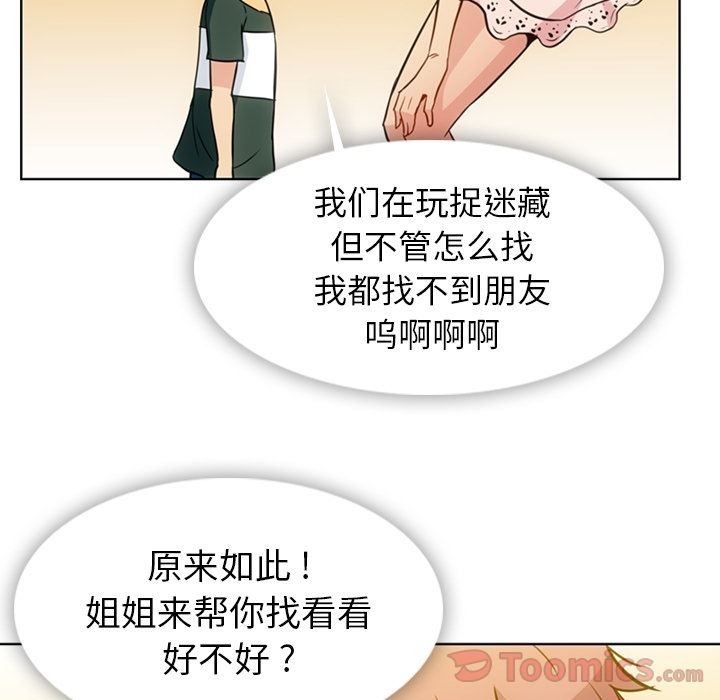 我们在玩捉迷藏
但不管怎么找
我都找不到朋友
呜啊啊啊
原来如此！
姐姐来帮你找看看
好不好？
Toomics.com